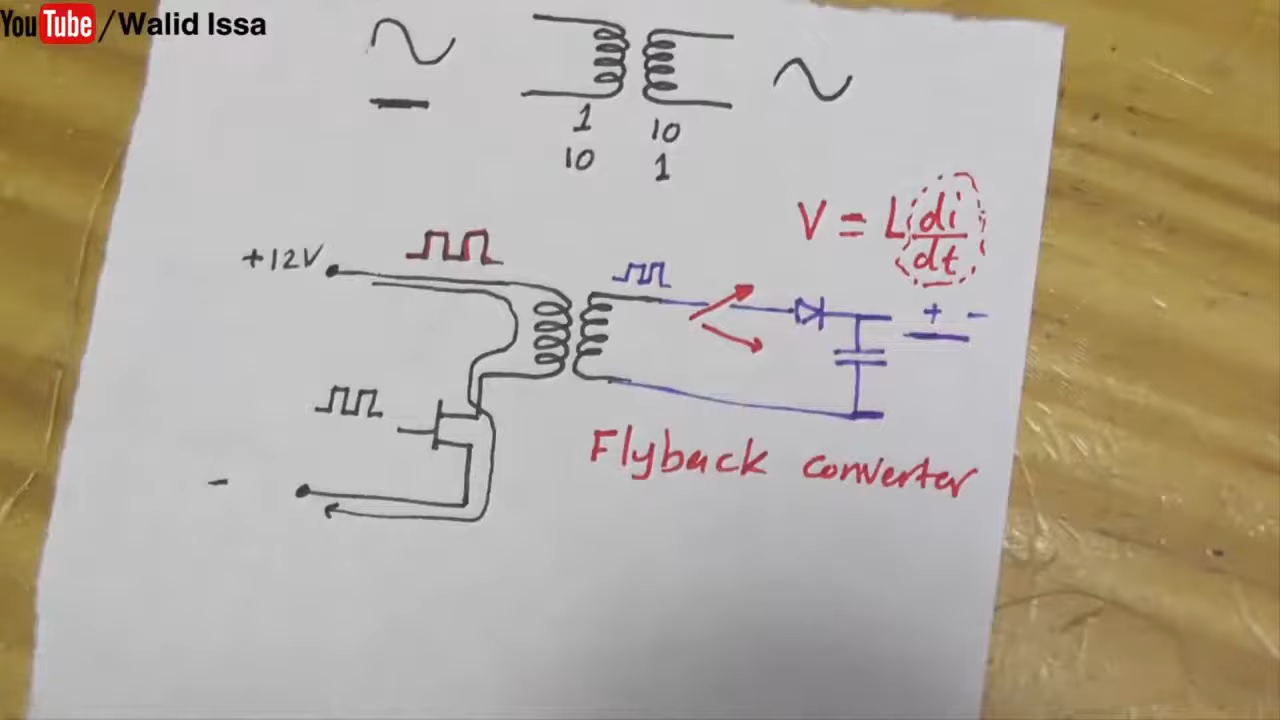 YouTube/Walid Issa
1 10
10 1
V = L di/dt
+12V
+ -
-
Flyback converter